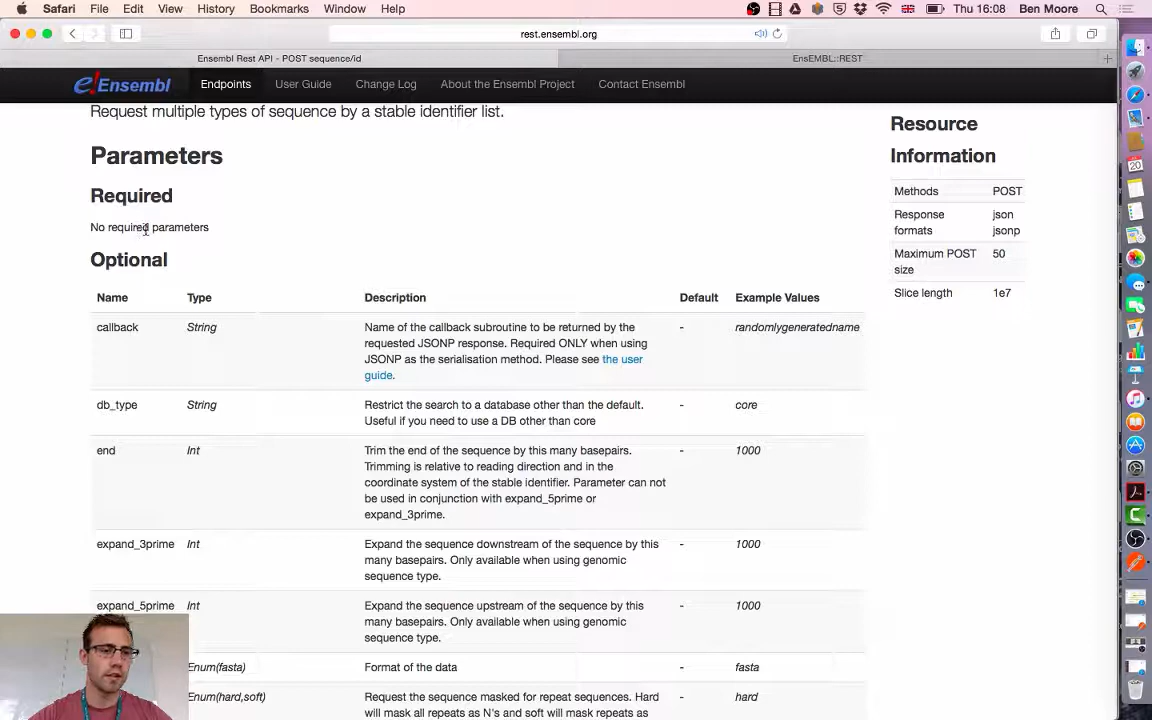 Safari File Edit View History Bookmarks Window Help Thu 16:08 Ben Moore
rest.ensembl.org
Ensembl Rest API - POST sequence/id EnsEMBL::REST
e!Ensembl Endpoints User Guide Change Log About the Ensembl Project Contact Ensembl
Request multiple types of sequence by a stable identifier list.
Parameters
Required
No required parameters
Optional
Name Type Description Default Example Values
callback String Name of the callback subroutine to be returned by the - randomlygeneratedname
requested JSONP response. Required ONLY when using
JSONP as the serialisation method. Please see the user
guide.
db_type String Restrict the search to a database other than the default. - core
Useful if you need to use a DB other than core
end Int Trim the end of the sequence by this many basepairs. - 1000
Trimming is relative to reading direction and in the
coordinate system of the stable identifier. Parameter can not
be used in conjunction with expand_5prime or
expand_3prime.
expand_3prime Int Expand the sequence downstream of the sequence by this - 1000
many basepairs. Only available when using genomic
sequence type.
expand_5prime Int Expand the sequence upstream of the sequence by this - 1000
many basepairs. Only available when using genomic
sequence type.
Enum(fasta) Format of the data - fasta
Enum(hard,soft) Request the sequence masked for repeat sequences. Hard - hard
will mask all repeats as N's and soft will mask repeats as
Resource
Information
Methods POST
Response json
formats jsonp
Maximum POST 50
size
Slice length 1e7
20